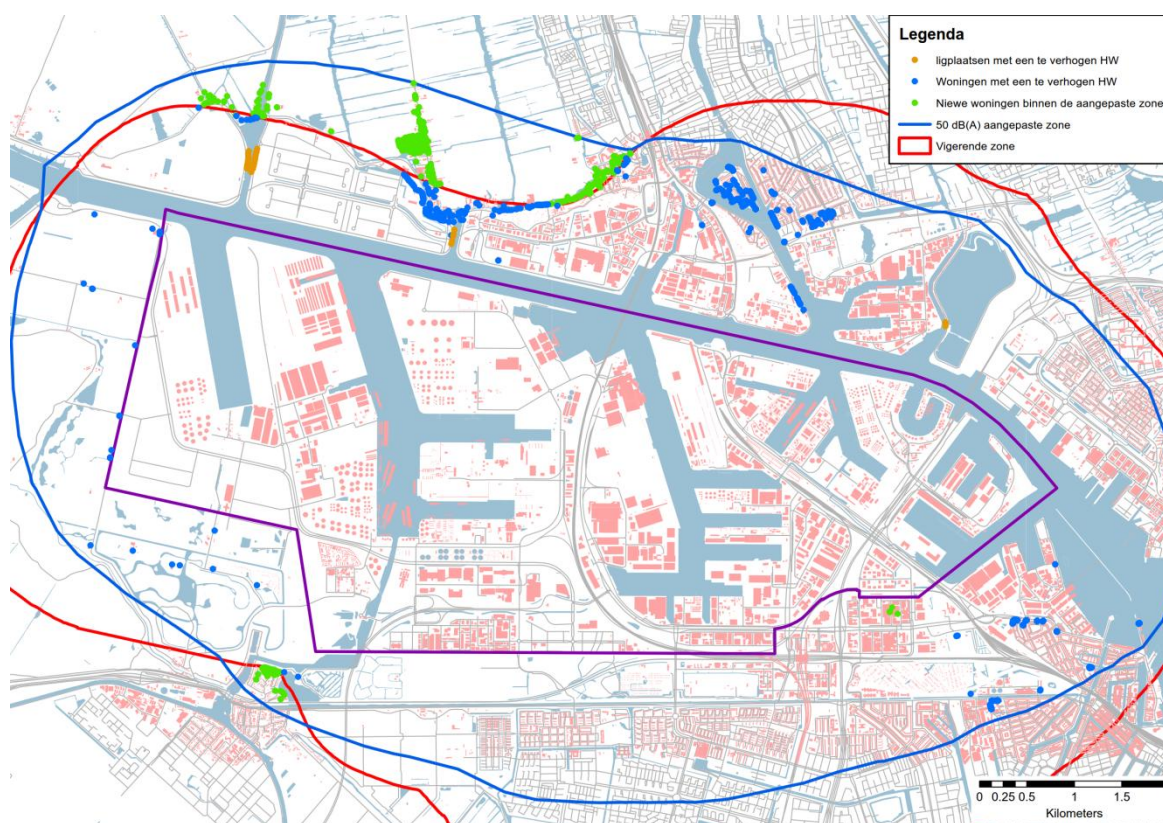 Legenda
ligplaatsen met een te verhogen HW
Woningen met een te verhogen HW
Niewe woningen binnen de aangepaste zone
50 dB(A) aangepaste zone
Vigerende zone
0 0.25 0.5 1 1.5
Kilometers